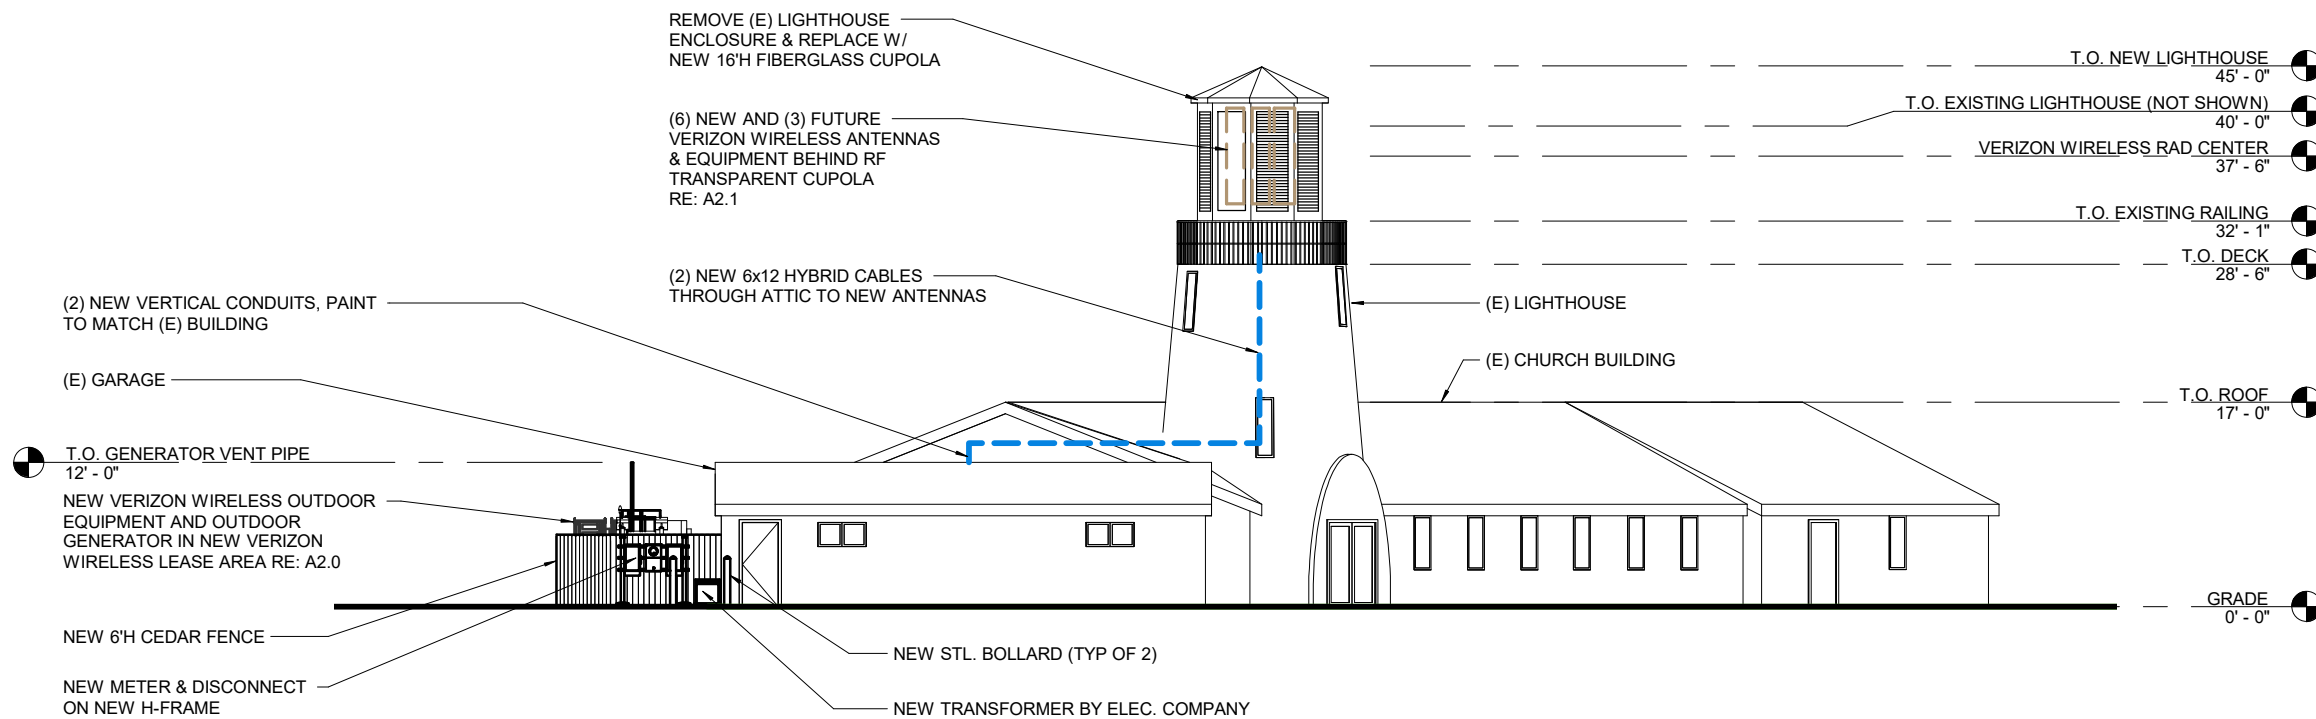 REMOVE (E) LIGHTHOUSE
ENCLOSURE & REPLACE W/
NEW 16'H FIBERGLASS CUPOLA
(6) NEW AND (3) FUTURE
VERIZON WIRELESS ANTENNAS
& EQUIPMENT BEHIND RF
TRANSPARENT CUPOLA
RE: A2.1
(2) NEW 6x12 HYBRID CABLES
THROUGH ATTIC TO NEW ANTENNAS
(2) NEW VERTICAL CONDUITS, PAINT
TO MATCH (E) BUILDING
(E) GARAGE
T.O. GENERATOR VENT PIPE
12' - 0"
NEW VERIZON WIRELESS OUTDOOR
EQUIPMENT AND OUTDOOR
GENERATOR IN NEW VERIZON
WIRELESS LEASE AREA RE: A2.0
NEW 6'H CEDAR FENCE
NEW METER & DISCONNECT
ON NEW H-FRAME
NEW STL. BOLLARD (TYP OF 2)
NEW TRANSFORMER BY ELEC. COMPANY
(E) LIGHTHOUSE
(E) CHURCH BUILDING
T.O. NEW LIGHTHOUSE
45' - 0"
T.O. EXISTING LIGHTHOUSE (NOT SHOWN)
40' - 0"
VERIZON WIRELESS RAD CENTER
37' - 6"
T.O. EXISTING RAILING
32' - 1"
T.O. DECK
28' - 6"
T.O. ROOF
17' - 0"
GRADE
0' - 0"